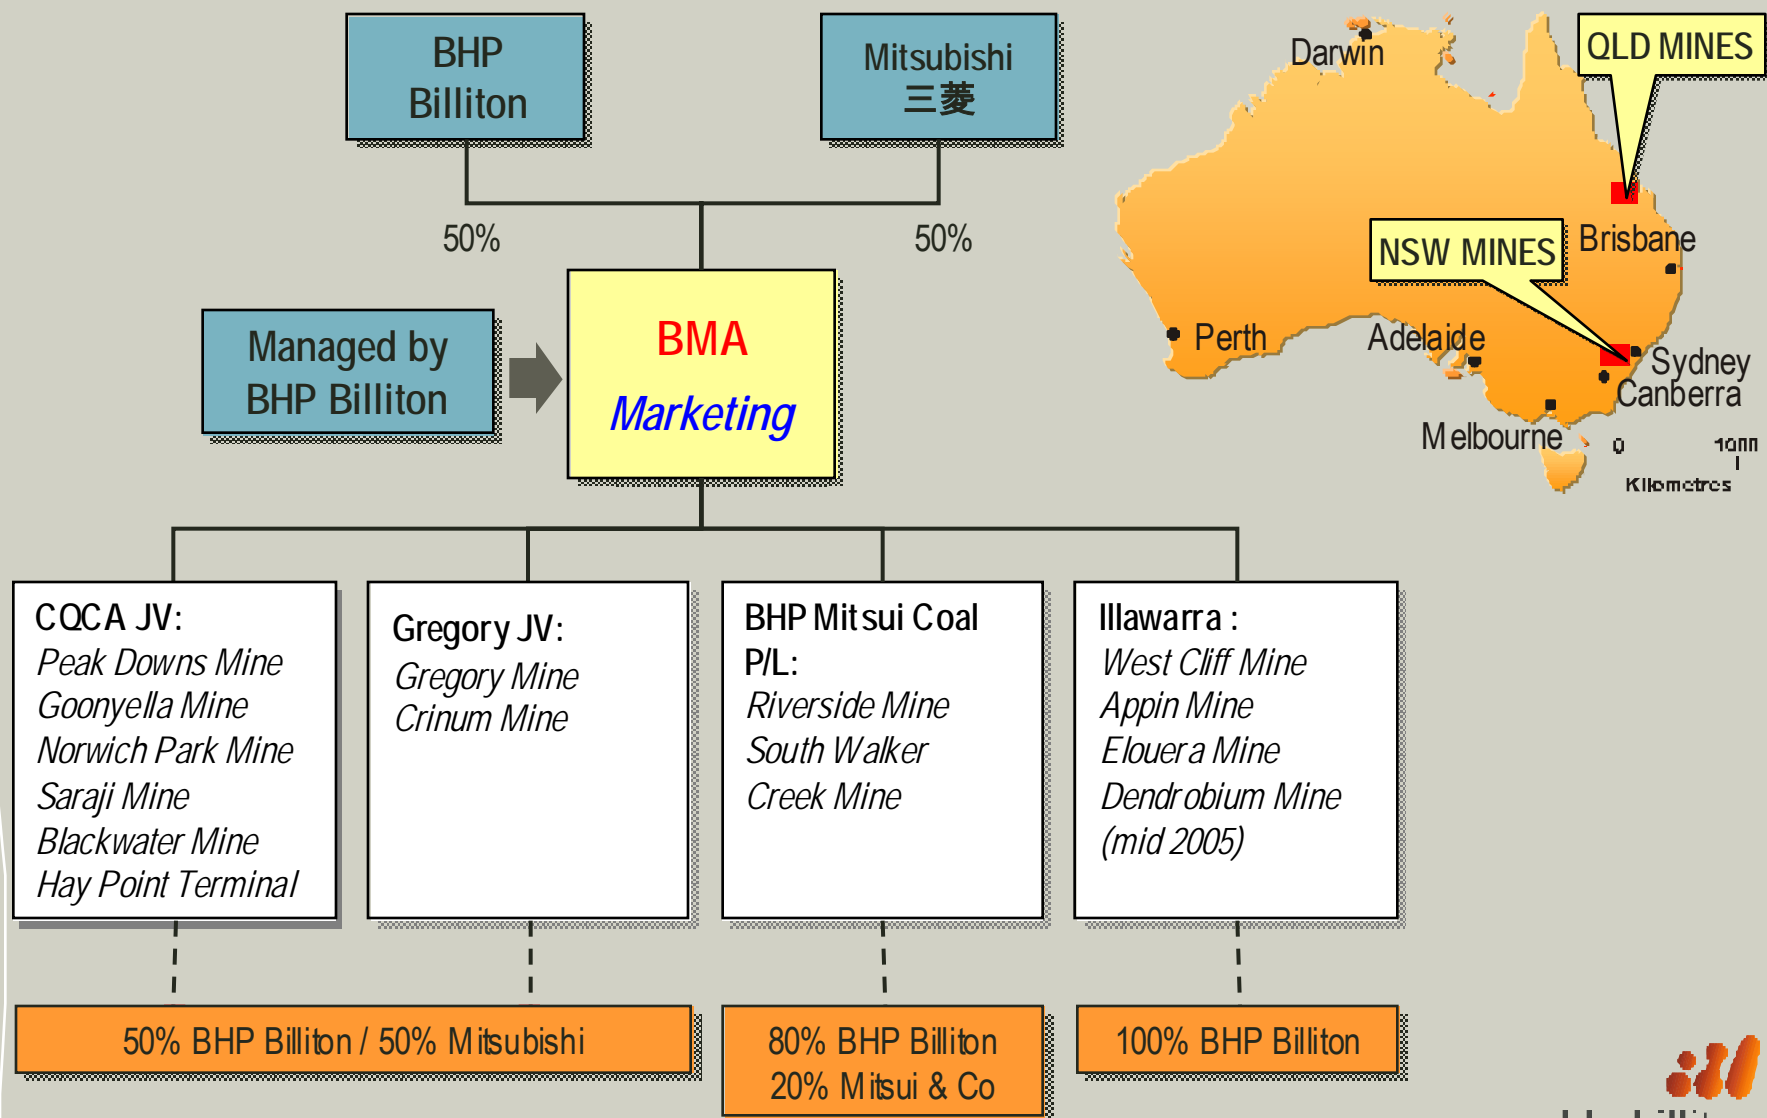 BHP
Billiton
Mitsubishi
三菱
50%
50%
Managed by
BHP Billiton
BMA
Marketing
Darwin
QLD MINES
NSW MINES
Brisbane
Perth
Adelaide
Sydney
Canberra
Melbourne
0
Kilometres
CQCA JV:
Peak Downs Mine
Goonyella Mine
Norwich Park Mine
Saraji Mine
Blackwater Mine
Hay Point Terminal
Gregory JV:
Gregory Mine
Crinum Mine
BHP Mitsui Coal
P/L:
Riverside Mine
South Walker
Creek Mine
Illawarra :
West Cliff Mine
Appin Mine
Elouera Mine
Dendrobium Mine
(mid 2005)
50% BHP Billiton / 50% Mitsubishi
80% BHP Billiton
20% Mitsui & Co
100% BHP Billiton